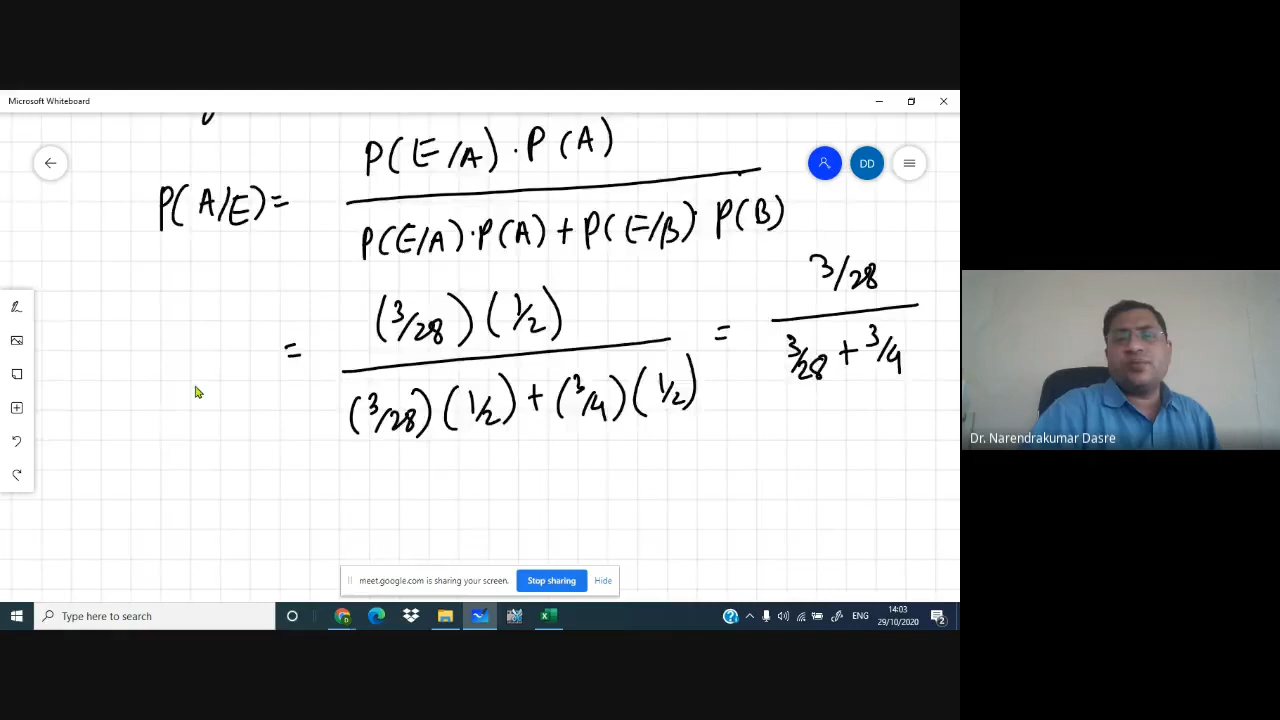 Microsoft Whiteboard
P(E/A) · P(A)
P(A/E) =
P(E/A) · P(A) + P(E/B) · P(B)
DD
(3/28) (1/2)
=
(3/28) (1/2) + (3/4) (1/2)
=
3/28
3/28 + 3/4
Dr. Narendrakumar Dasre
meet.google.com is sharing your screen.
Stop sharing
Hide
Type here to search
ENG
14:03
29/10/2020
2